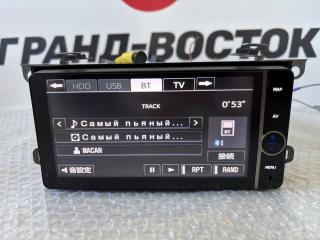 ГРАНД-ВОСТОК
HDD USB BT TV
MAP
TRACK 0'53"
Самый пьяный...
AV
Самый пьяный...
BT
MACAN
接続
MENU
音設定 RPT RAND